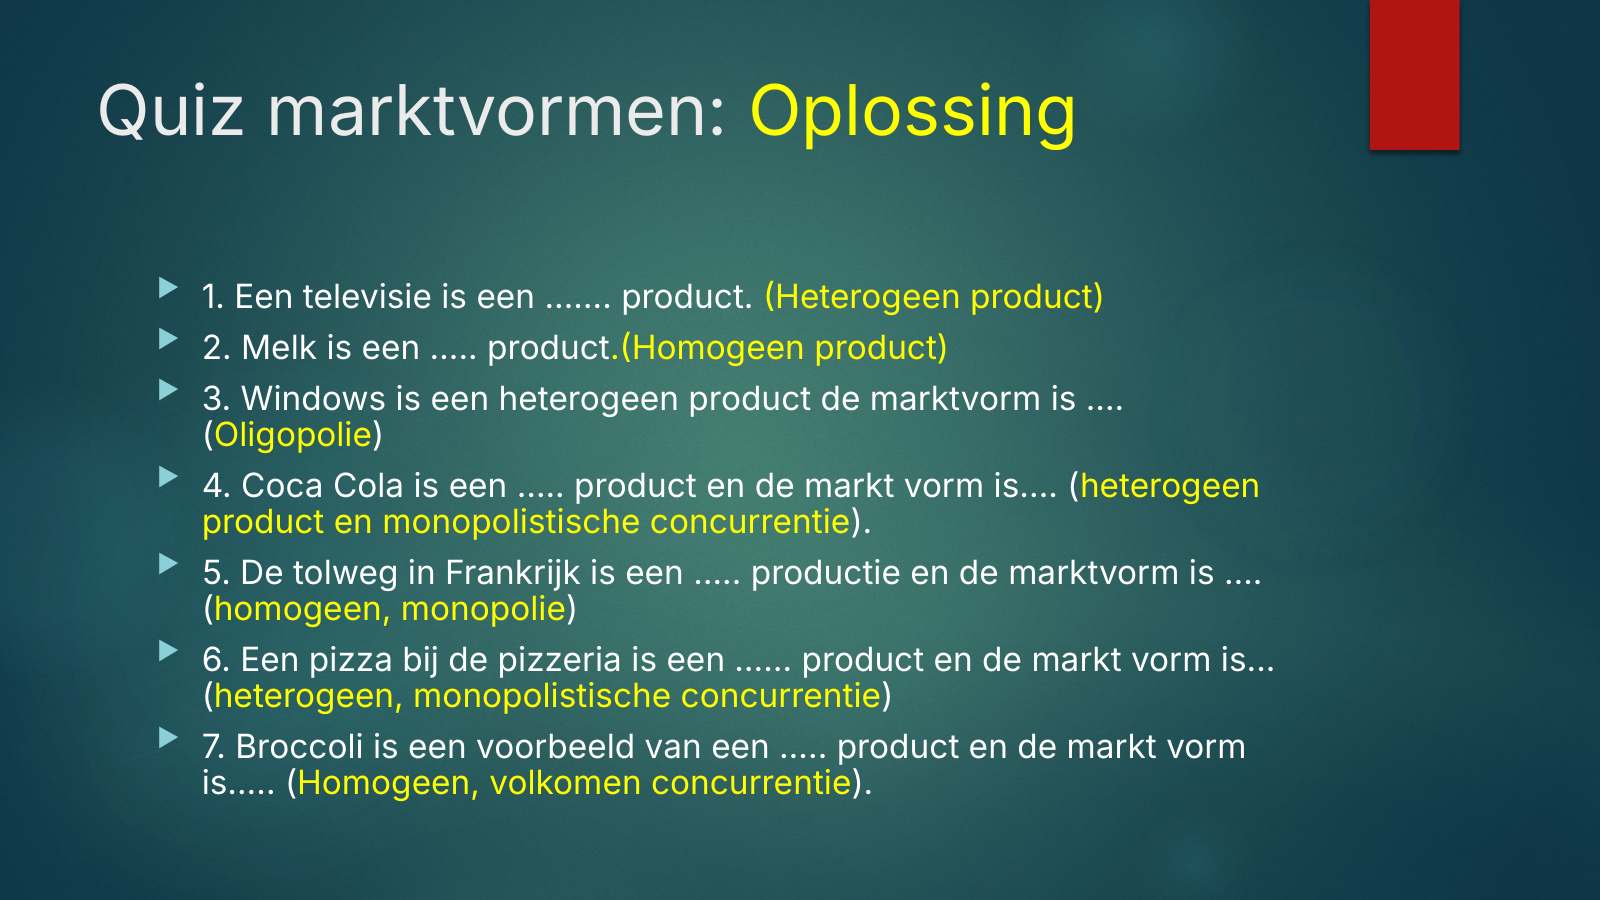 Quiz marktvormen: Oplossing
1. Een televisie is een ....... product. (Heterogeen product)
2. Melk is een ..... product.(Homogeen product)
3. Windows is een heterogeen product de marktvorm is ....
(Oligopolie)
4. Coca Cola is een ..... product en de markt vorm is.... (heterogeen
product en monopolistische concurrentie).
5. De tolweg in Frankrijk is een ..... productie en de marktvorm is ....
(homogeen, monopolie)
6. Een pizza bij de pizzeria is een ...... product en de markt vorm is...
(heterogeen, monopolistische concurrentie)
7. Broccoli is een voorbeeld van een ..... product en de markt vorm
is..... (Homogeen, volkomen concurrentie).